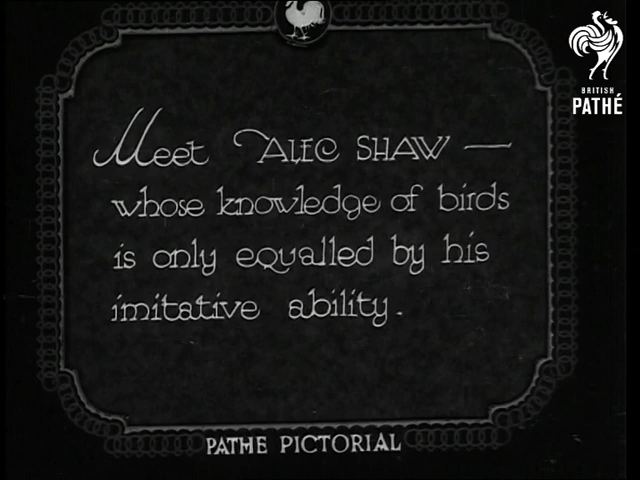 Meet ALEC SHAW —
whose knowledge of birds
is only equalled by his
imitative ability.
PATHE PICTORIAL
BRITISH
PATHÉ